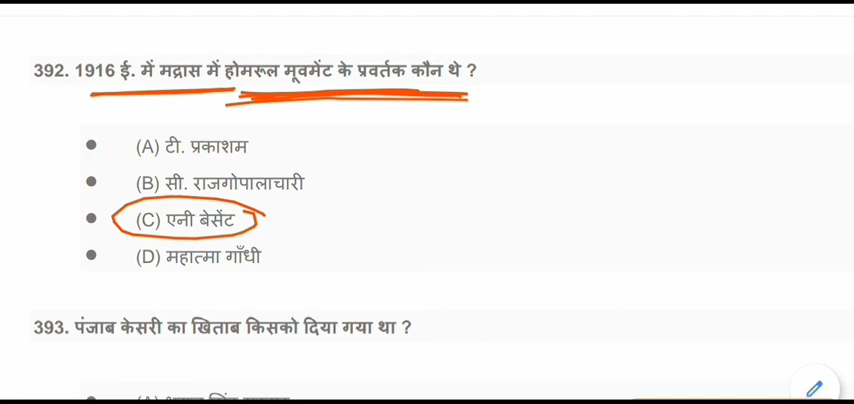 392. 1916 ई. में मद्रास में होमरूल मूवमेंट के प्रवर्तक कौन थे ?
(A) टी. प्रकाशम
(B) सी. राजगोपालाचारी
(C) एनी बेसेंट
(D) महात्मा गाँधी
393. पंजाब केसरी का खिताब किसको दिया गया था ?